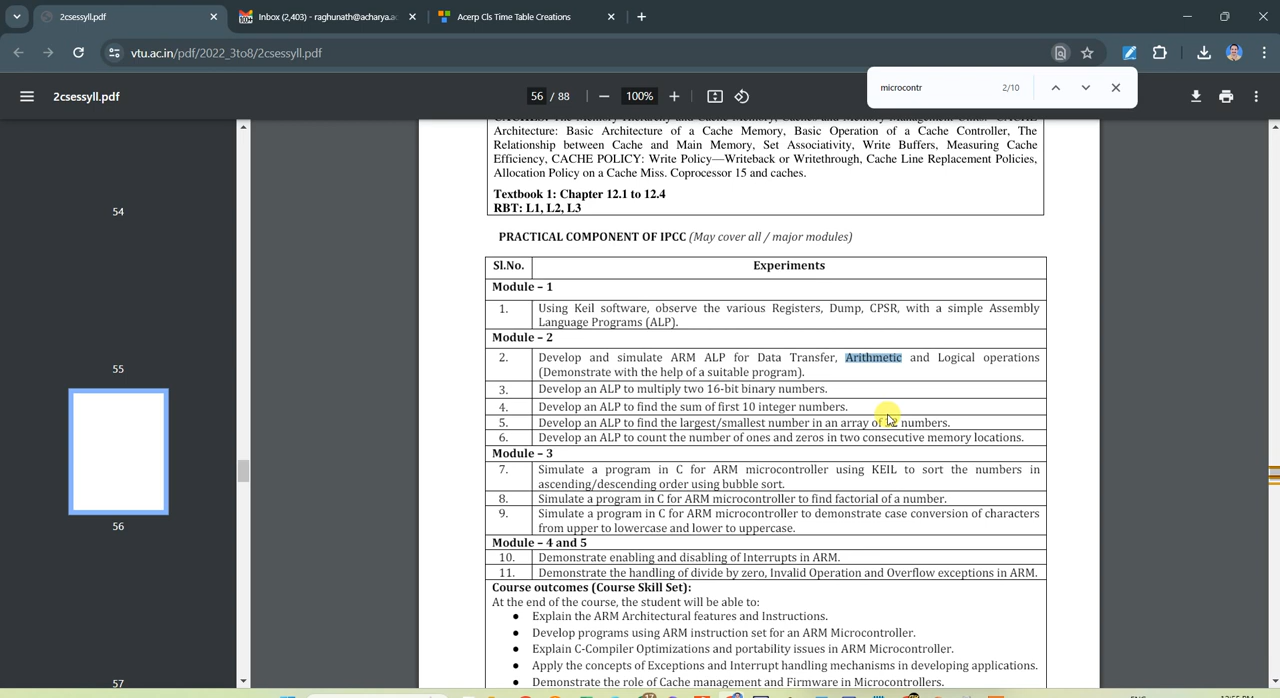 2csessyll.pdf
Inbox (2,403) - raghunath@acharya.ac
Acerp Cls Time Table Creations
vtu.ac.in/pdf/2022_3to8/2csessyll.pdf
microcontr 2/10
2csessyll.pdf 56 / 88 100%
Architecture: Basic Architecture of a Cache Memory, Basic Operation of a Cache Controller, The
Relationship between Cache and Main Memory, Set Associativity, Write Buffers, Measuring Cache
Efficiency, CACHE POLICY: Write Policy—Writeback or Writethrough, Cache Line Replacement Policies,
Allocation Policy on a Cache Miss. Coprocessor 15 and caches.
Textbook 1: Chapter 12.1 to 12.4
RBT: L1, L2, L3
PRACTICAL COMPONENT OF IPCC (May cover all / major modules)
Sl.No. Experiments
Module – 1
1. Using Keil software, observe the various Registers, Dump, CPSR, with a simple Assembly
Language Programs (ALP).
Module – 2
2. Develop and simulate ARM ALP for Data Transfer, Arithmetic and Logical operations
(Demonstrate with the help of a suitable program).
3. Develop an ALP to multiply two 16-bit binary numbers.
4. Develop an ALP to find the sum of first 10 integer numbers.
5. Develop an ALP to find the largest/smallest number in an array of numbers.
6. Develop an ALP to count the number of ones and zeros in two consecutive memory locations.
Module – 3
7. Simulate a program in C for ARM microcontroller using KEIL to sort the numbers in
ascending/descending order using bubble sort.
8. Simulate a program in C for ARM microcontroller to find factorial of a number.
9. Simulate a program in C for ARM microcontroller to demonstrate case conversion of characters
from upper to lowercase and lower to uppercase.
Module – 4 and 5
10. Demonstrate enabling and disabling of Interrupts in ARM.
11. Demonstrate the handling of divide by zero, Invalid Operation and Overflow exceptions in ARM.
Course outcomes (Course Skill Set):
At the end of the course, the student will be able to:
● Explain the ARM Architectural features and Instructions.
● Develop programs using ARM instruction set for an ARM Microcontroller.
● Explain C-Compiler Optimizations and portability issues in ARM Microcontroller.
● Apply the concepts of Exceptions and Interrupt handling mechanisms in developing applications.
● Demonstrate the role of Cache management and Firmware in Microcontrollers.
54
55
56
57